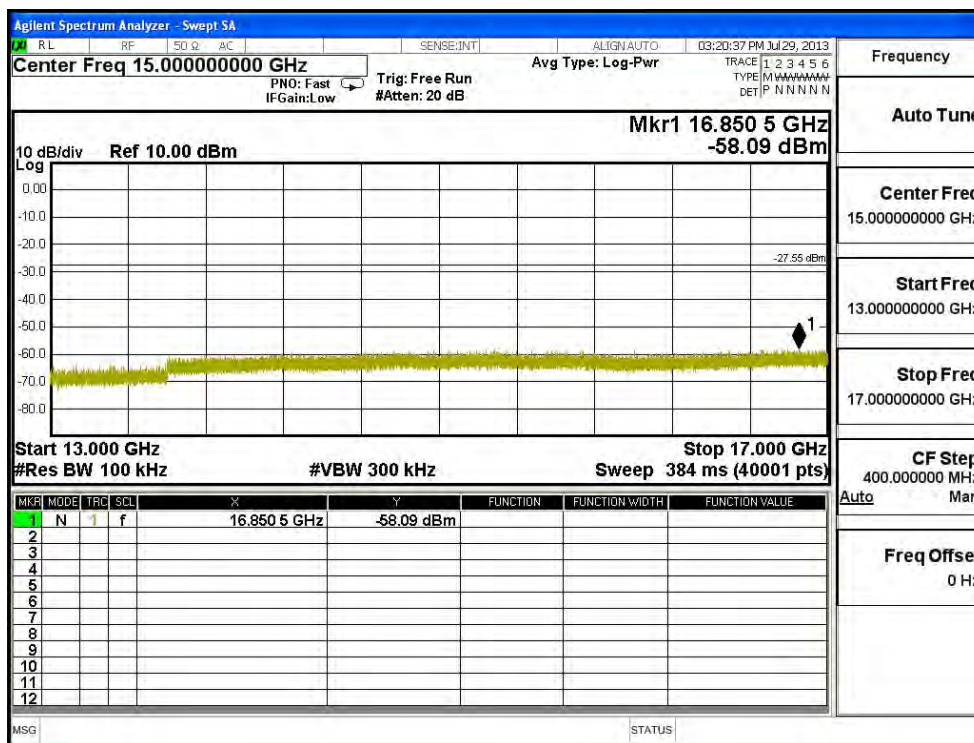 Agilent Spectrum Analyzer - Swept SA
RL RF 50 Ω AC SENSE:INT ALIGNAUTO 03:20:37 PM Jul 29, 2013
Center Freq 15.000000000 GHz
PNO: Fast
IFGain:Low
Trig: Free Run
#Atten: 20 dB
Avg Type: Log-Pwr
TRACE 1 2 3 4 5 6
TYPE M WWWWW
DET P N N N N N
Mkr1 16.850 5 GHz
-58.09 dBm
10 dB/div Ref 10.00 dBm
Log
0.00
-10.0
-20.0
-27.55 dBm
-30.0
-40.0
-50.0
1
-60.0
-70.0
-80.0
Start 13.000 GHz Stop 17.000 GHz
#Res BW 100 kHz #VBW 300 kHz Sweep 384 ms (40001 pts)
MKR MODE TRC SCL X Y FUNCTION FUNCTION WIDTH FUNCTION VALUE
1 N 1 f 16.850 5 GHz -58.09 dBm
2
3
4
5
6
7
8
9
10
11
12
MSG STATUS
Frequency
Auto Tune
Center Freq
15.000000000 GHz
Start Freq
13.000000000 GHz
Stop Freq
17.000000000 GHz
CF Step
400.000000 MHz
Auto Man
Freq Offset
0 Hz